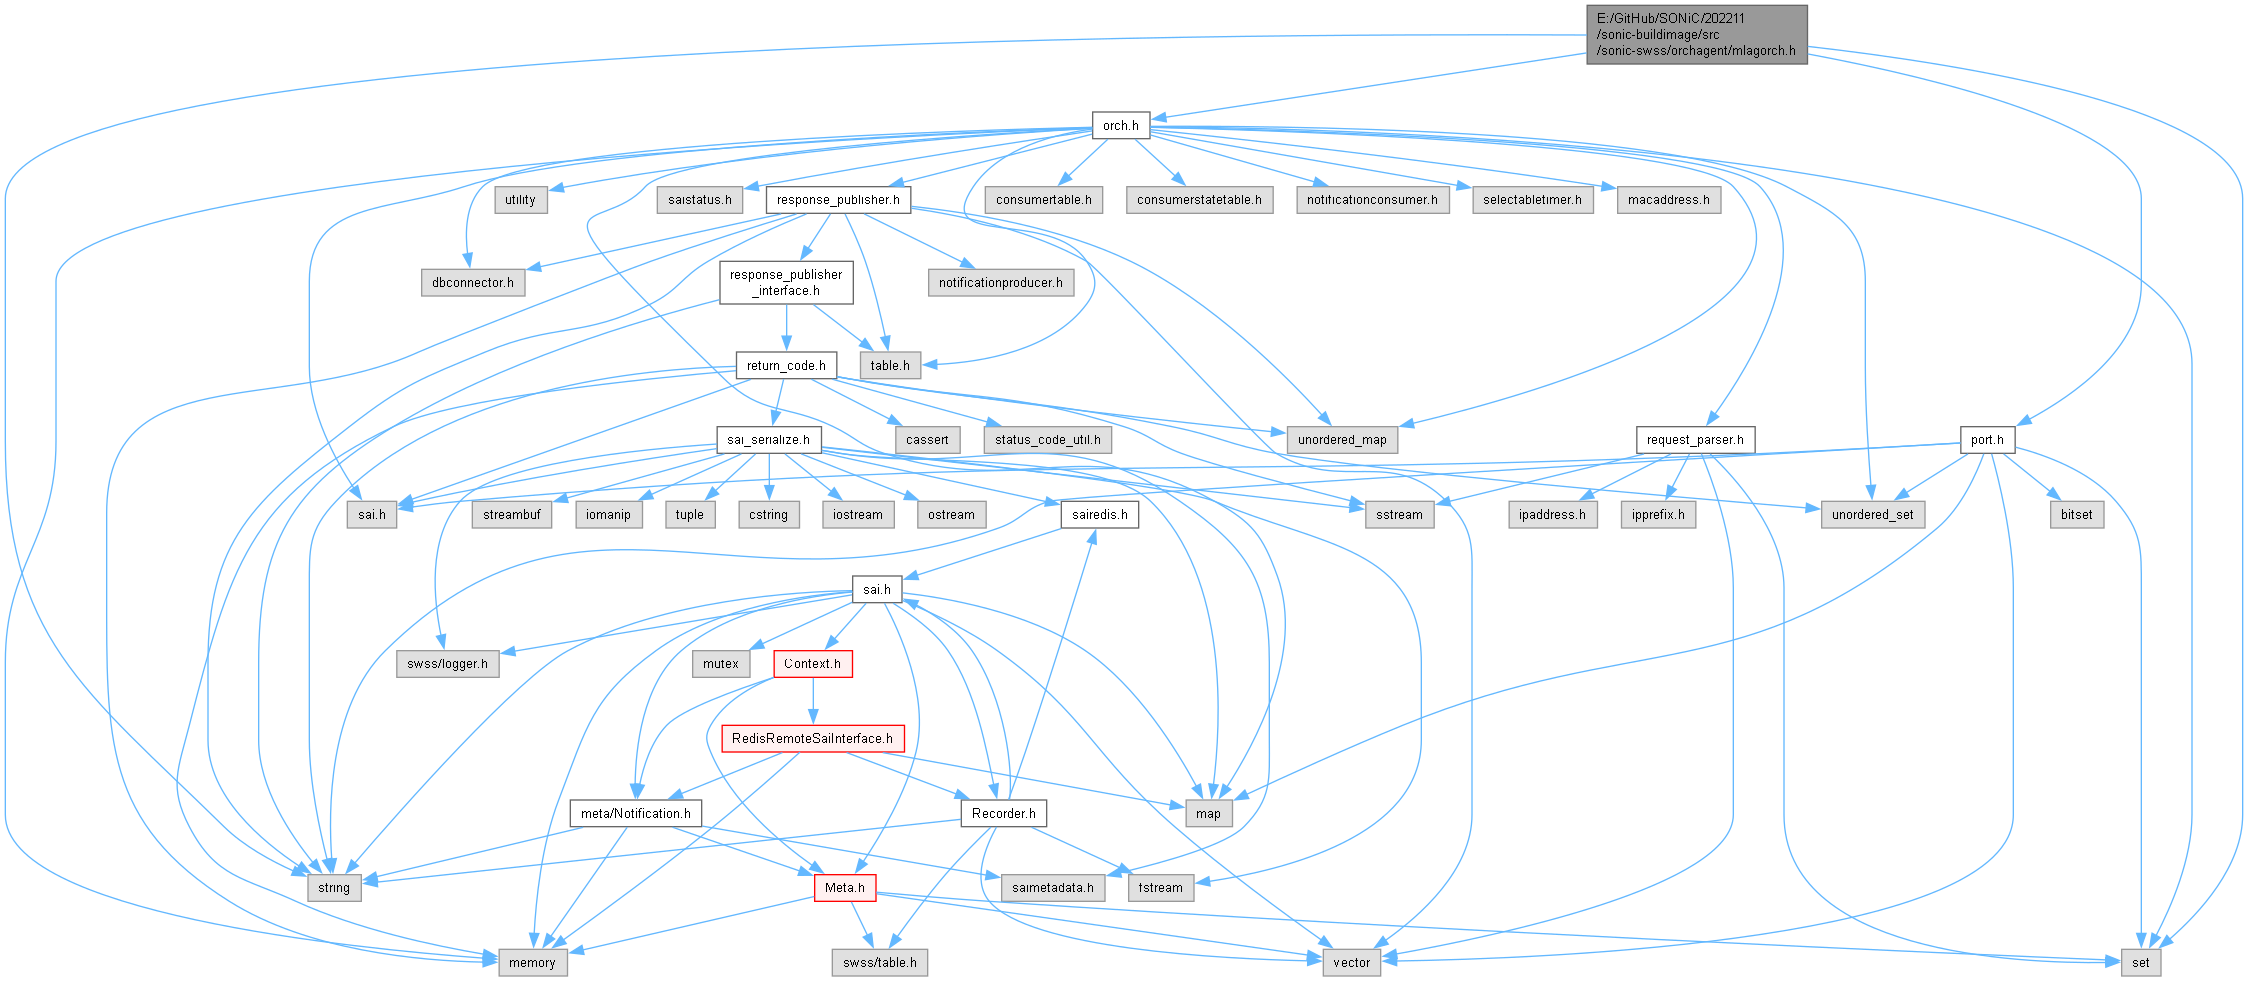 E:/GitHub/SONiC/202211
/sonic-buildimage/src
/sonic-swss/orchagent/mlagorch.h
orch.h
utility
saistatus.h
response_publisher.h
consumertable.h
consumerstatetable.h
notificationconsumer.h
selectabletimer.h
macaddress.h
dbconnector.h
response_publisher
_interface.h
notificationproducer.h
return_code.h
table.h
sai_serialize.h
cassert
status_code_util.h
unordered_map
request_parser.h
port.h
sai.h
streambuf
iomanip
tuple
cstring
iostream
ostream
sairedis.h
sstream
ipaddress.h
ipprefix.h
unordered_set
bitset
sai.h
swss/logger.h
mutex
Context.h
RedisRemoteSaiInterface.h
meta/Notification.h
Recorder.h
map
string
Meta.h
saimetadata.h
fstream
memory
swss/table.h
vector
set